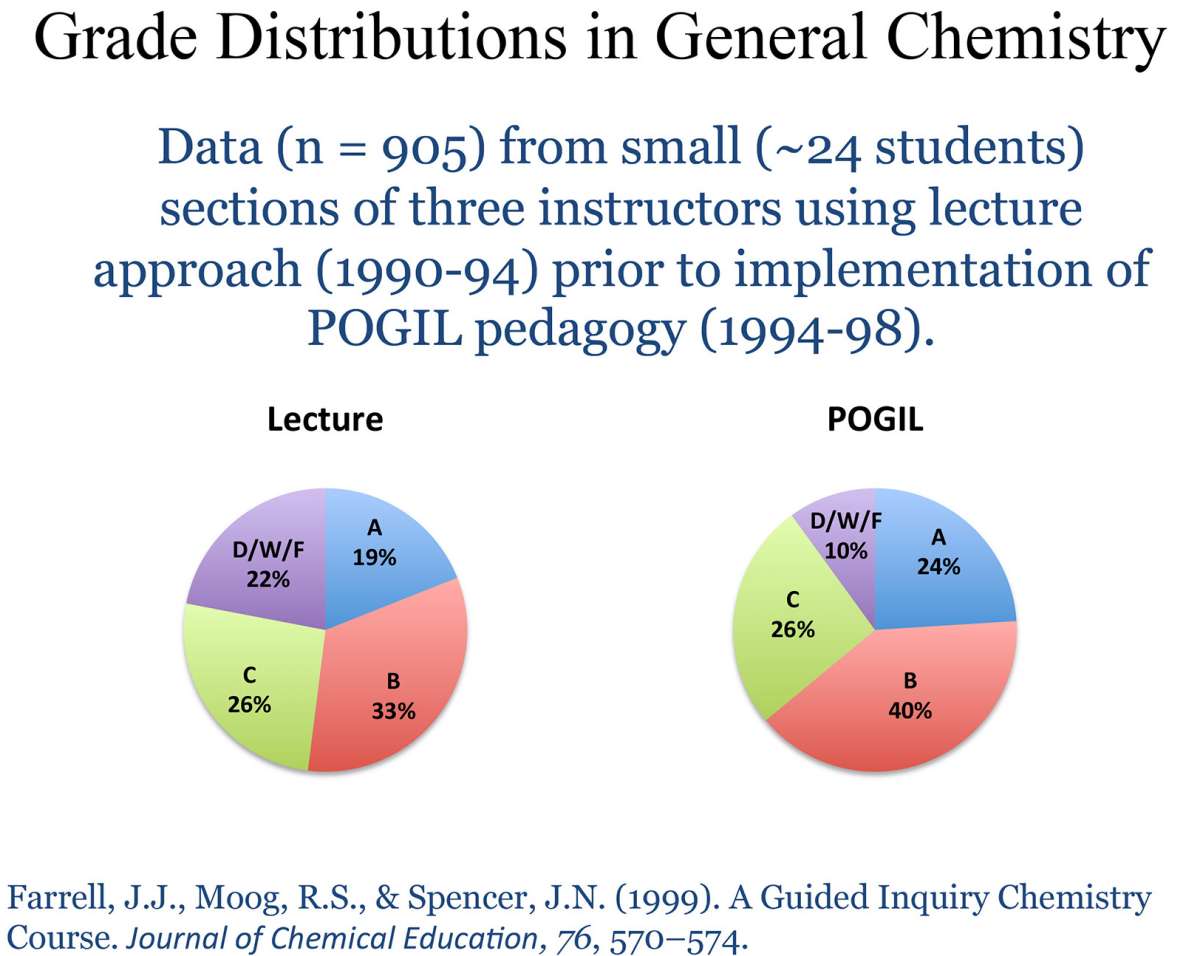 Grade Distributions in General Chemistry
Data (n = 905) from small (~24 students)
sections of three instructors using lecture
approach (1990-94) prior to implementation of
POGIL pedagogy (1994-98).
Lecture
A
19%
B
33%
C
26%
D/W/F
22%
POGIL
A
24%
B
40%
C
26%
D/W/F
10%
Farrell, J.J., Moog, R.S., & Spencer, J.N. (1999). A Guided Inquiry Chemistry
Course. Journal of Chemical Education, 76, 570–574.